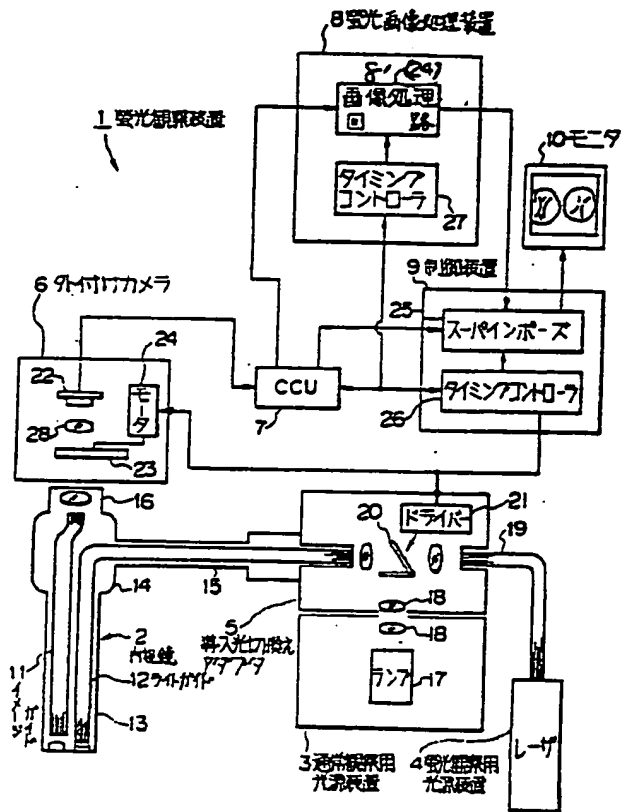 8 螢光画像処理装置
8' (24)
画像処理
回 路
1 螢光観察装置
タイミング
コントローラ
27
10 モニタ
9 制御装置
6 外付けカメラ
25
スーパインポーズ
24
22
モータ
CCU
7
26
タイミングコントローラ
28
23
16
20
ドライバー
21
19
14
15
18
5
導入光切換え
アダプタ
18
2
内視鏡
11
イメージ
ガイド
12 ライトガイド
13
ランプ
17
3 通常観察用
光源装置
4 螢光観察用
光源装置
レーザ